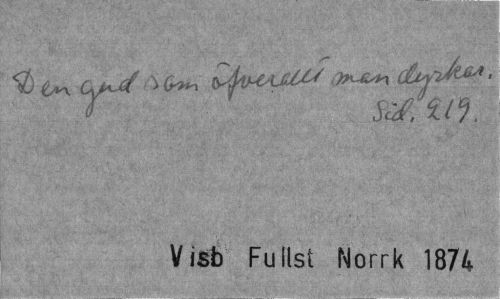 Den gud som öfverallt man dyrkar.
Sid. 219.
Visb Fullst Norrk 1874